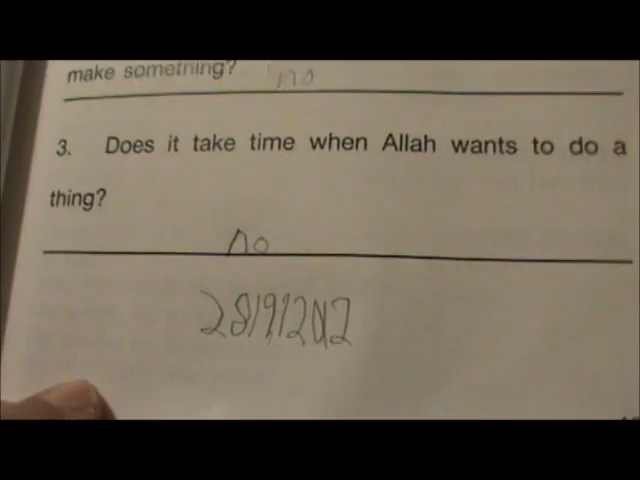 make something? no
3. Does it take time when Allah wants to do a
thing?
no
28/9/2012